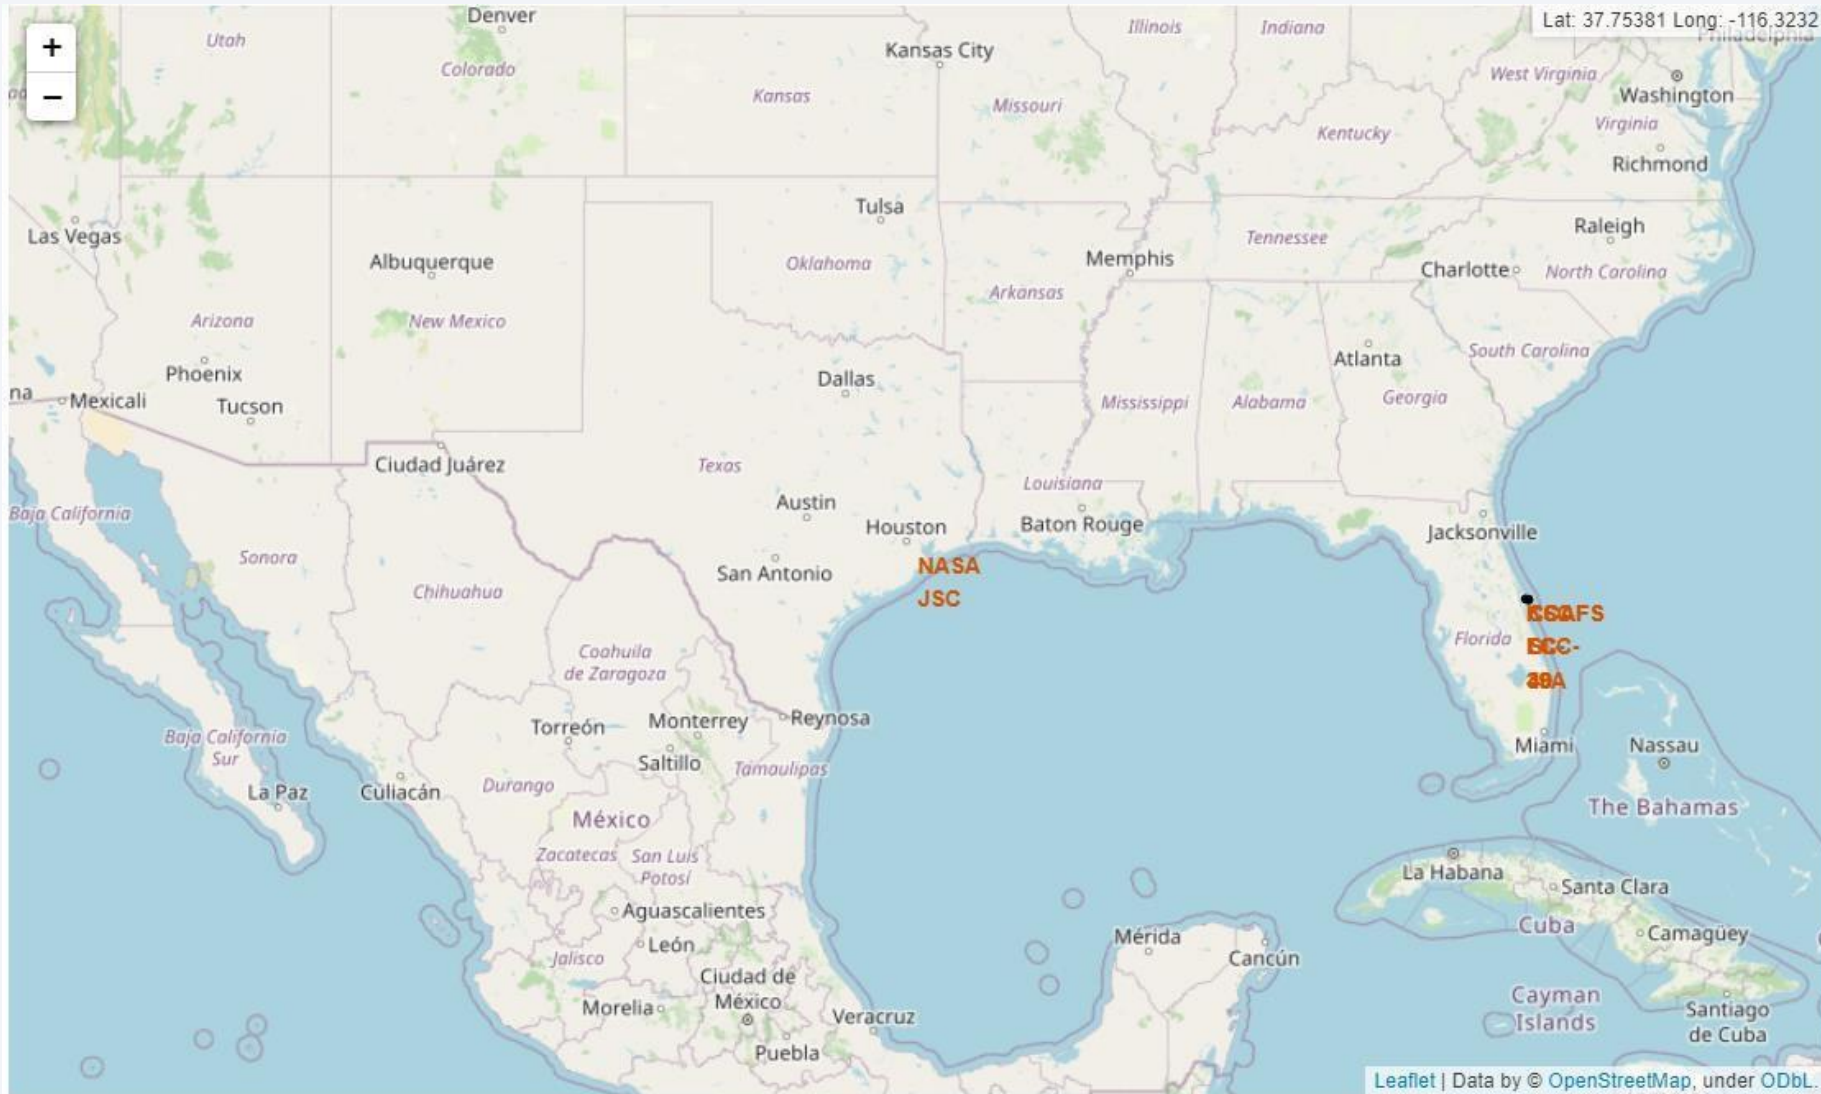 Lat: 37.75381 Long: -116.3232
+
−
Denver
Utah
Colorado
Kansas City
Kansas
Missouri
Illinois
Indiana
Philadelphia
West Virginia
Washington
Virginia
Kentucky
Richmond
Las Vegas
Albuquerque
Tulsa
Oklahoma
Memphis
Tennessee
Raleigh
Charlotte
North Carolina
Arizona
New Mexico
Arkansas
Phoenix
Tucson
Mexicali
na
Dallas
Atlanta
South Carolina
Mississippi
Alabama
Georgia
Ciudad Juárez
Texas
Louisiana
Baja California
Austin
Houston
Baton Rouge
Jacksonville
Sonora
Chihuahua
San Antonio
NASA
JSC
Florida
Coahuila
de Zaragoza
Torreón
Monterrey
Reynosa
Saltillo
Tamaulipas
Baja California
Sur
La Paz
Culiacán
Durango
México
Miami
Nassau
The Bahamas
Zacatecas
San Luis
Potosí
La Habana
Santa Clara
Aguascalientes
León
Jalisco
Mérida
Cancún
Cuba
Camagüey
Ciudad de
México
Morelia
Veracruz
Puebla
Cayman
Islands
Santiago
de Cuba
Leaflet | Data by © OpenStreetMap, under ODbL.